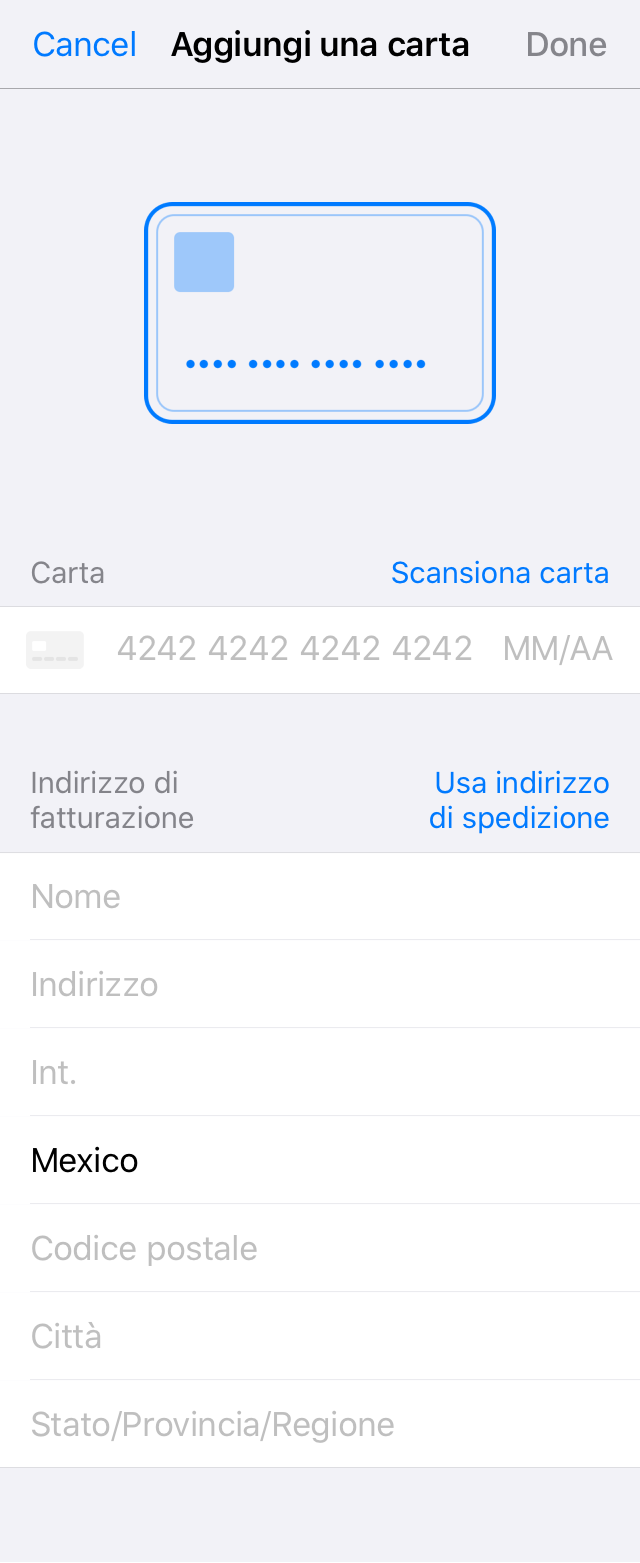 Cancel Aggiungi una carta Done
•••• •••• •••• ••••
Carta Scansiona carta
4242 4242 4242 4242 MM/AA
Indirizzo di fatturazione
Usa indirizzo di spedizione
Nome
Indirizzo
Int.
Mexico
Codice postale
Città
Stato/Provincia/Regione